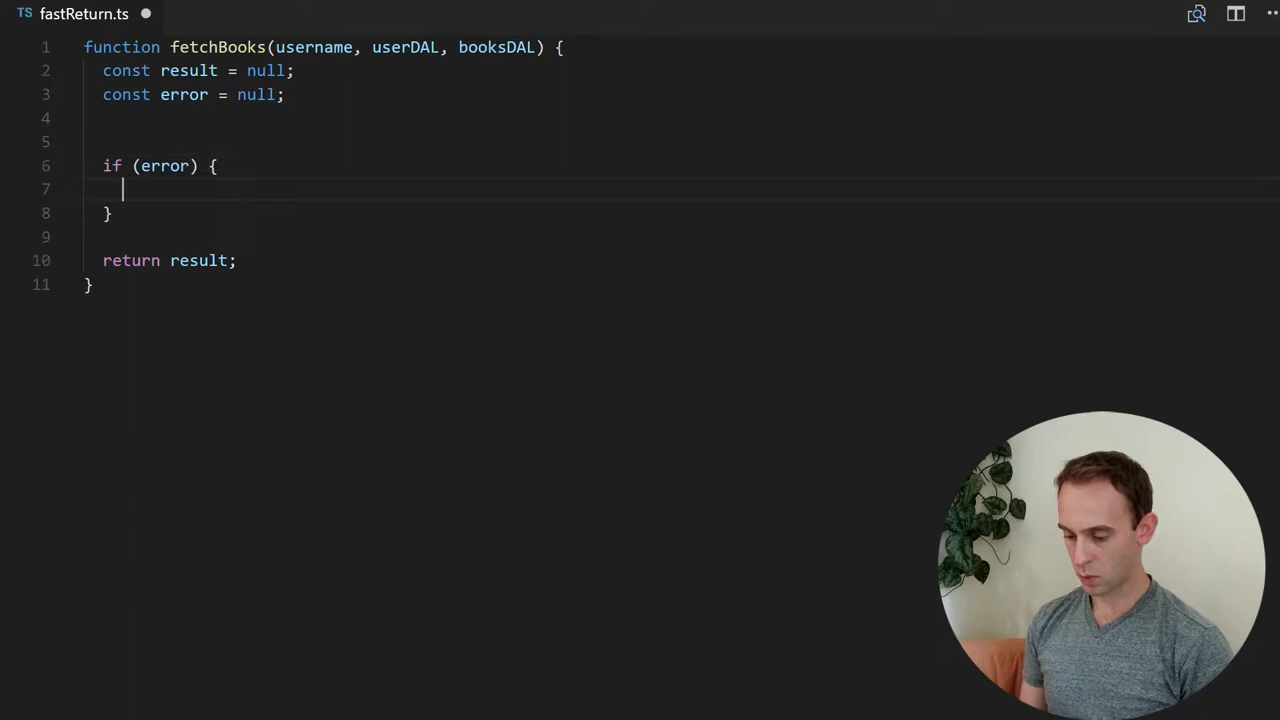 TS fastReturn.ts
1 function fetchBooks(username, userDAL, booksDAL) {
2 const result = null;
3 const error = null;
4
5
6 if (error) {
7
8 }
9
10 return result;
11 }